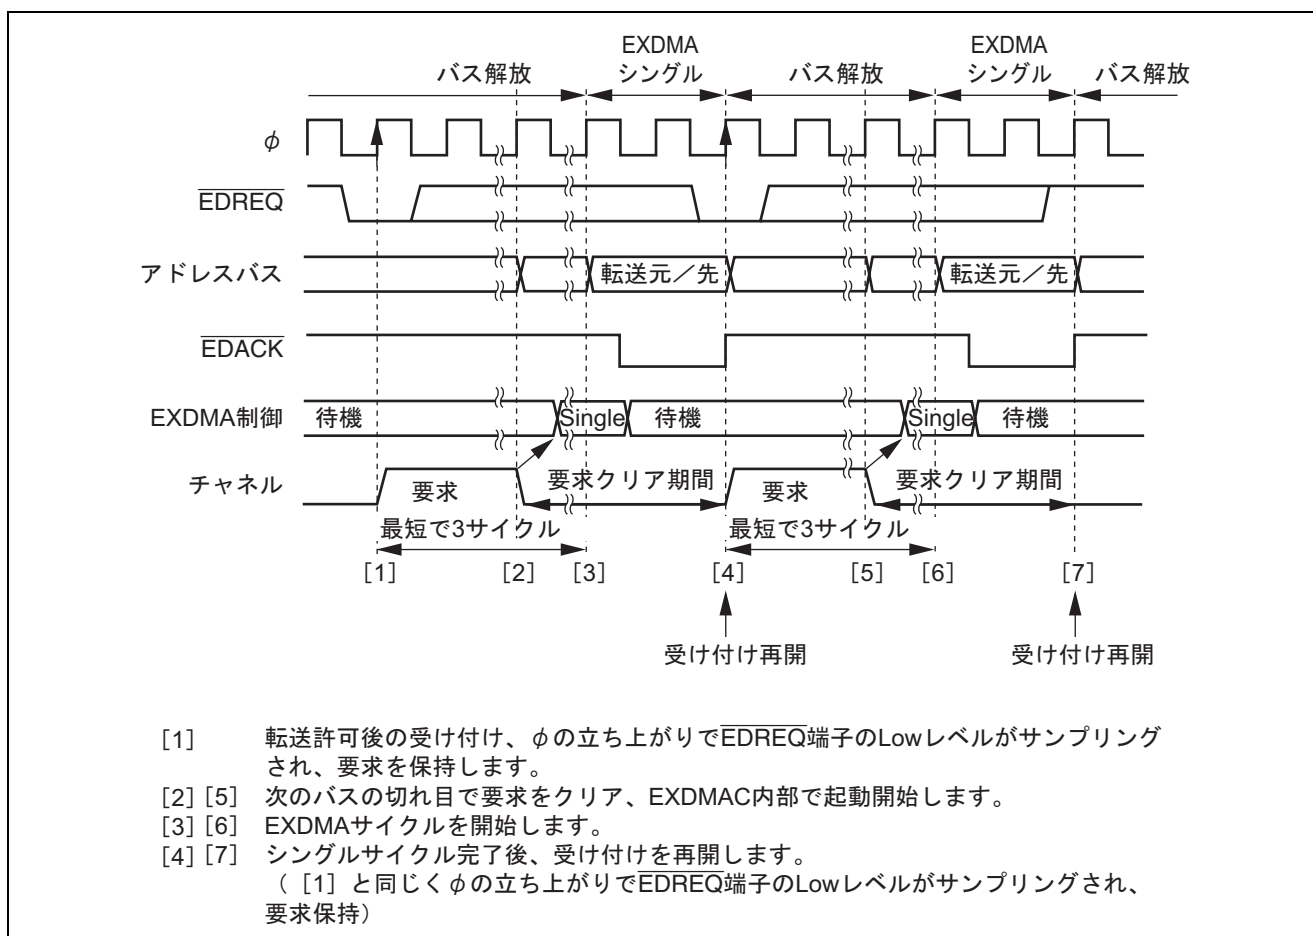 EXDMA EXDMA
バス解放 シングル バス解放 シングル バス解放
φ
EDREQ
アドレスバス 転送元／先 転送元／先
EDACK
EXDMA制御 待機 Single 待機 Single 待機
チャネル 要求 要求クリア期間 要求 要求クリア期間
最短で3サイクル 最短で3サイクル
［1］ ［2］ ［3］ ［4］ ［5］ ［6］ ［7］
受け付け再開 受け付け再開
［1］ 転送許可後の受け付け、φの立ち上がりでEDREQ端子のLowレベルがサンプリング
され、要求を保持します。
［2］［5］ 次のバスの切れ目で要求をクリア、EXDMAC内部で起動開始します。
［3］［6］ EXDMAサイクルを開始します。
［4］［7］ シングルサイクル完了後、受け付けを再開します。
（［1］と同じくφの立ち上がりでEDREQ端子のLowレベルがサンプリングされ、
要求保持）